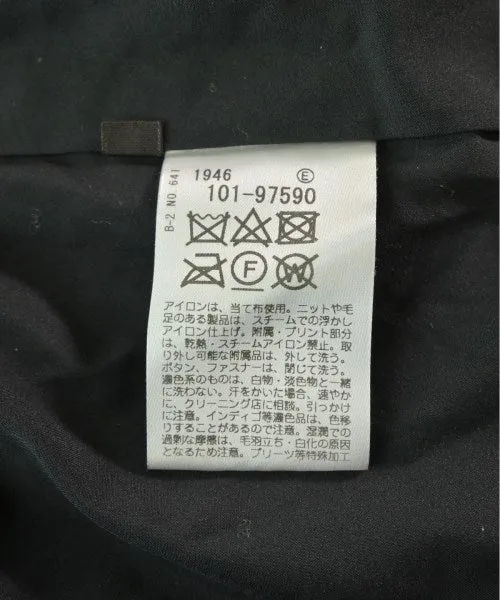 B-2 NO.641
1946 E
101-97590
F
W
アイロンは、当て布使用。ニットや毛
足のある製品は、スチームでの浮かし
アイロン仕上げ。附属・プリント部分
は、乾熱・スチームアイロン禁止。取
り外し可能な附属品は、外して洗う。
ボタン、ファスナーは、閉じて洗う。
濃色系のものは、白物・淡色物と一緒
に洗わない。汗をかいた場合、速やか
に、クリーニング店に相談。引っかけ
に注意。インディゴ等濃色品は、色移
りすることがあるので注意。湿潤での
過剰な摩擦は、毛羽立ち・白化の原因
となるため注意。プリーツ等特殊加工